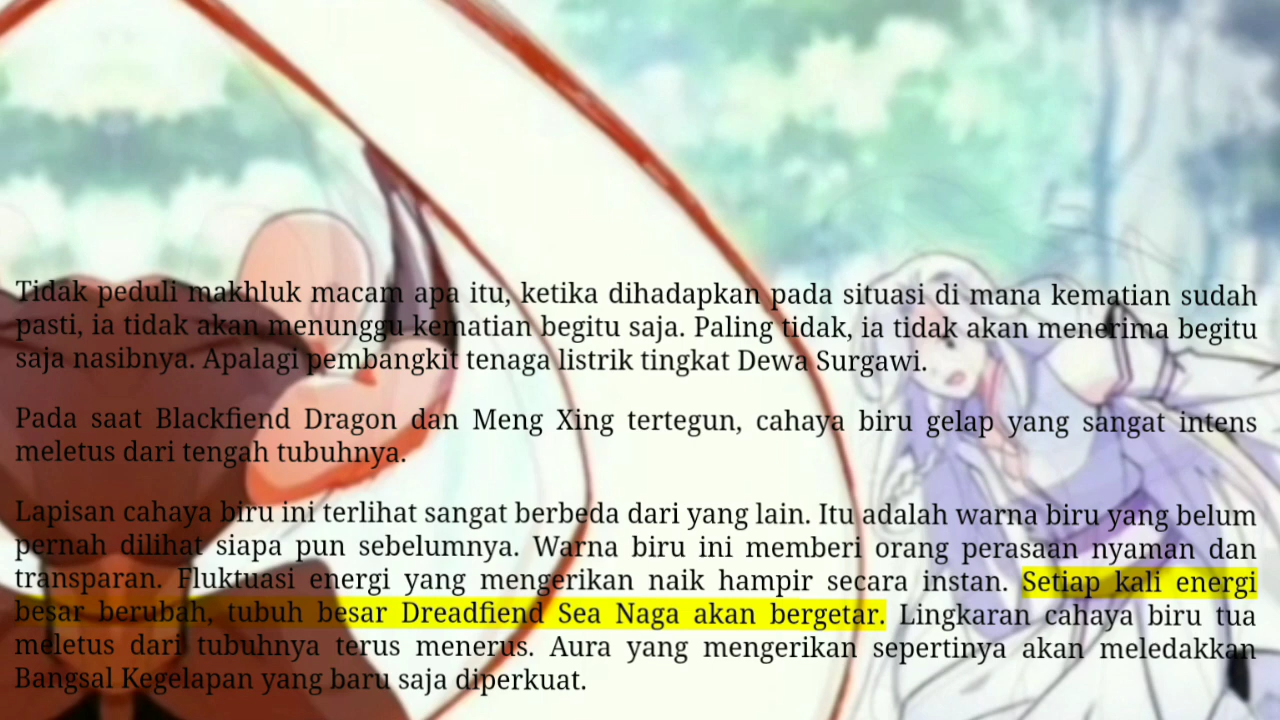 Tidak peduli makhluk macam apa itu, ketika dihadapkan pada situasi di mana kematian sudah
pasti, ia tidak akan menunggu kematian begitu saja. Paling tidak, ia tidak akan menerima begitu
saja nasibnya. Apalagi pembangkit tenaga listrik tingkat Dewa Surgawi.
Pada saat Blackfiend Dragon dan Meng Xing tertegun, cahaya biru gelap yang sangat intens
meletus dari tengah tubuhnya.
Lapisan cahaya biru ini terlihat sangat berbeda dari yang lain. Itu adalah warna biru yang belum
pernah dilihat siapa pun sebelumnya. Warna biru ini memberi orang perasaan nyaman dan
transparan. Fluktuasi energi yang mengerikan naik hampir secara instan. Setiap kali energi
besar berubah, tubuh besar Dreadfiend Sea Naga akan bergetar. Lingkaran cahaya biru tua
meletus dari tubuhnya terus menerus. Aura yang mengerikan sepertinya akan meledakkan
Bangsal Kegelapan yang baru saja diperkuat.